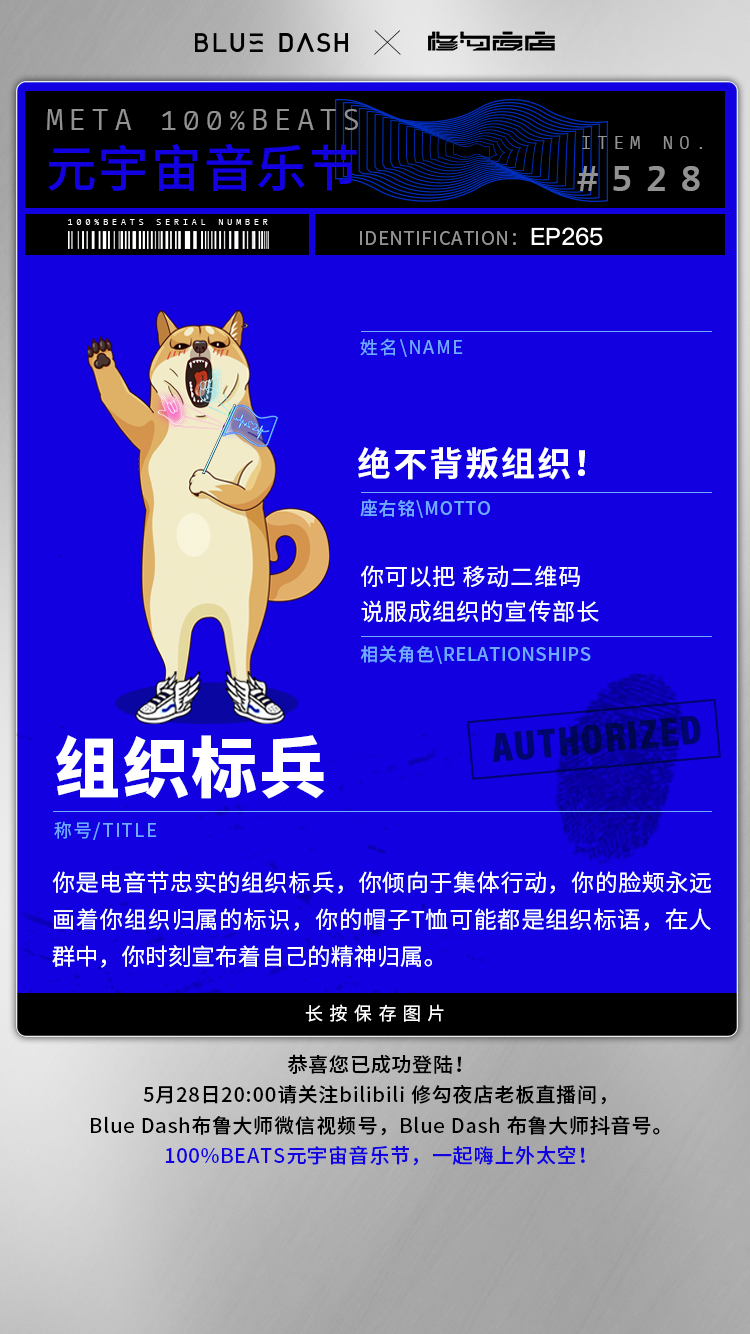 BLUE DASH × 修勾夜店
META 100%BEATS
元宇宙音乐节
ITEM NO.
#528
100%BEATS SERIAL NUMBER
IDENTIFICATION: EP265
姓名\NAME
绝不背叛组织!
座右铭\MOTTO
你可以把 移动二维码
说服成组织的宣传部长
相关角色\RELATIONSHIPS
AUTHORIZED
组织标兵
称号/TITLE
你是电音节忠实的组织标兵，你倾向于集体行动，你的脸颊永远
画着你组织归属的标识，你的帽子T恤可能都是组织标语，在人
群中，你时刻宣布着自己的精神归属。
长按保存图片
恭喜您已成功登陆！
5月28日20:00请关注bilibili 修勾夜店老板直播间，
Blue Dash布鲁大师微信视频号，Blue Dash 布鲁大师抖音号。
100%BEATS元宇宙音乐节，一起嗨上外太空！